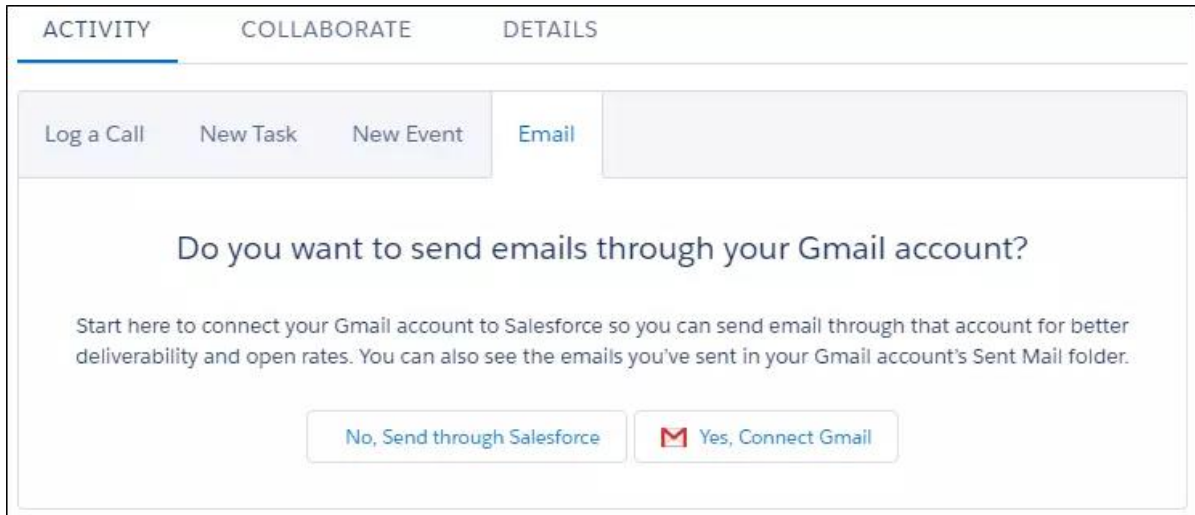 ACTIVITY COLLABORATE DETAILS
Log a Call New Task New Event Email
Do you want to send emails through your Gmail account?
Start here to connect your Gmail account to Salesforce so you can send email through that account for better
deliverability and open rates. You can also see the emails you've sent in your Gmail account's Sent Mail folder.
No, Send through Salesforce Yes, Connect Gmail